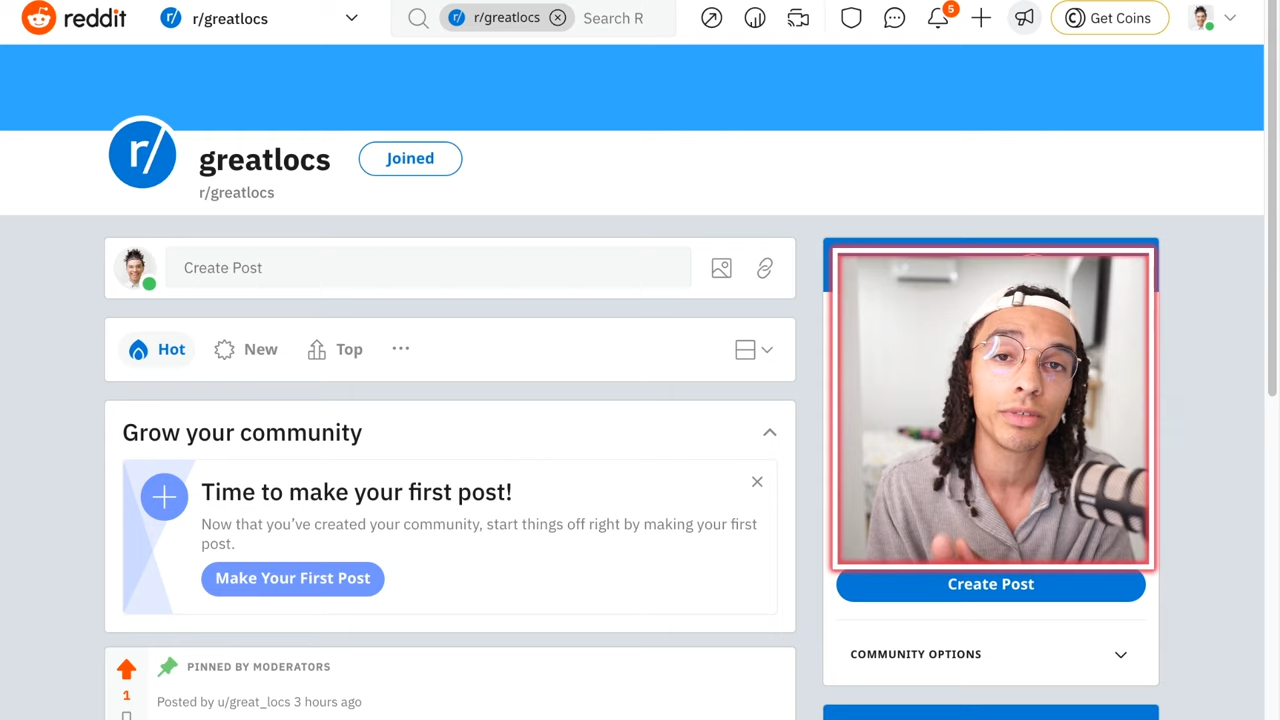 reddit
r/greatlocs
r/greatlocs
Search R
5
Get Coins
r/
greatlocs
Joined
r/greatlocs
Create Post
Hot
New
Top
Grow your community
Time to make your first post!
Now that you've created your community, start things off right by making your first
post.
Make Your First Post
Create Post
COMMUNITY OPTIONS
PINNED BY MODERATORS
1
Posted by u/great_locs 3 hours ago